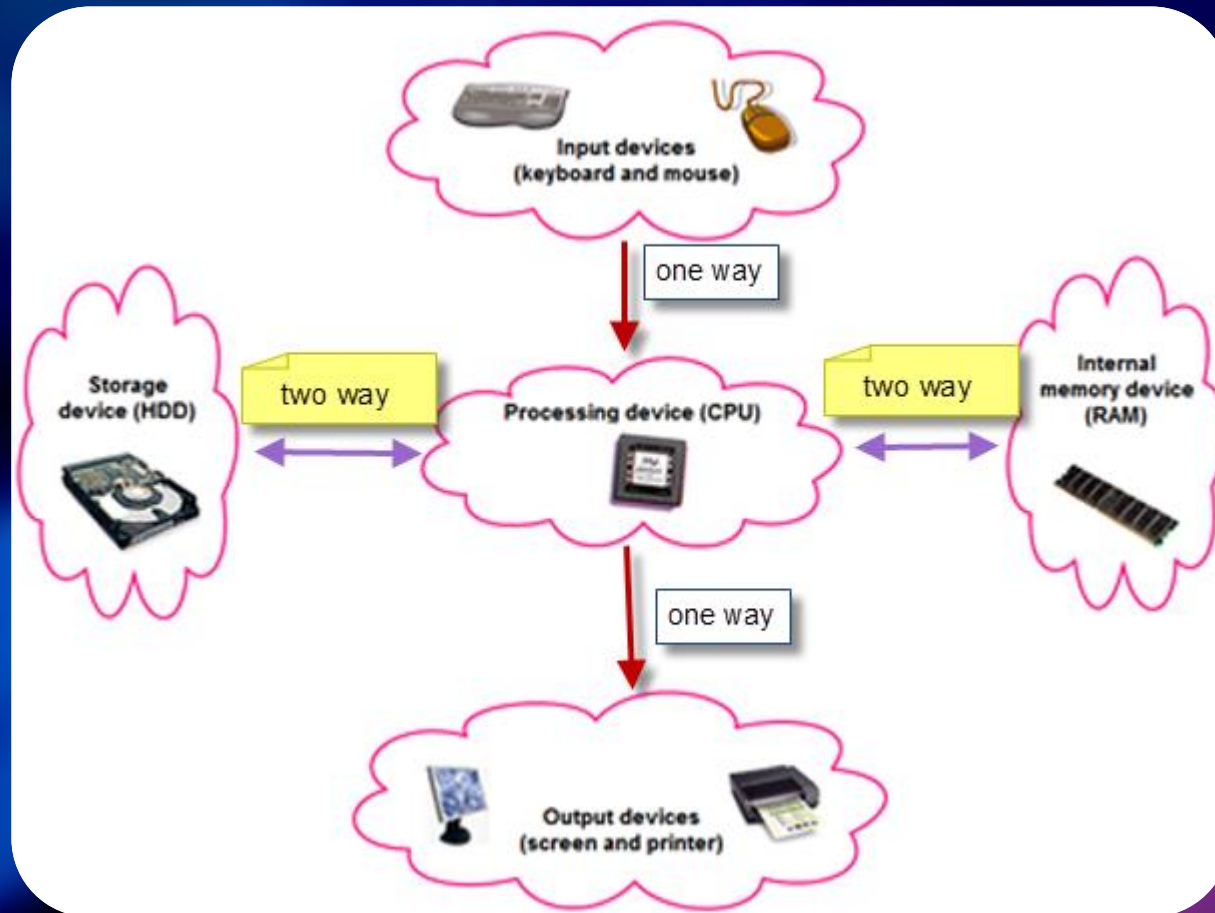 Input devices
(keyboard and mouse)
one way
Storage
device (HDD)
two way
Processing device (CPU)
two way
Internal
memory device
(RAM)
one way
Output devices
(screen and printer)